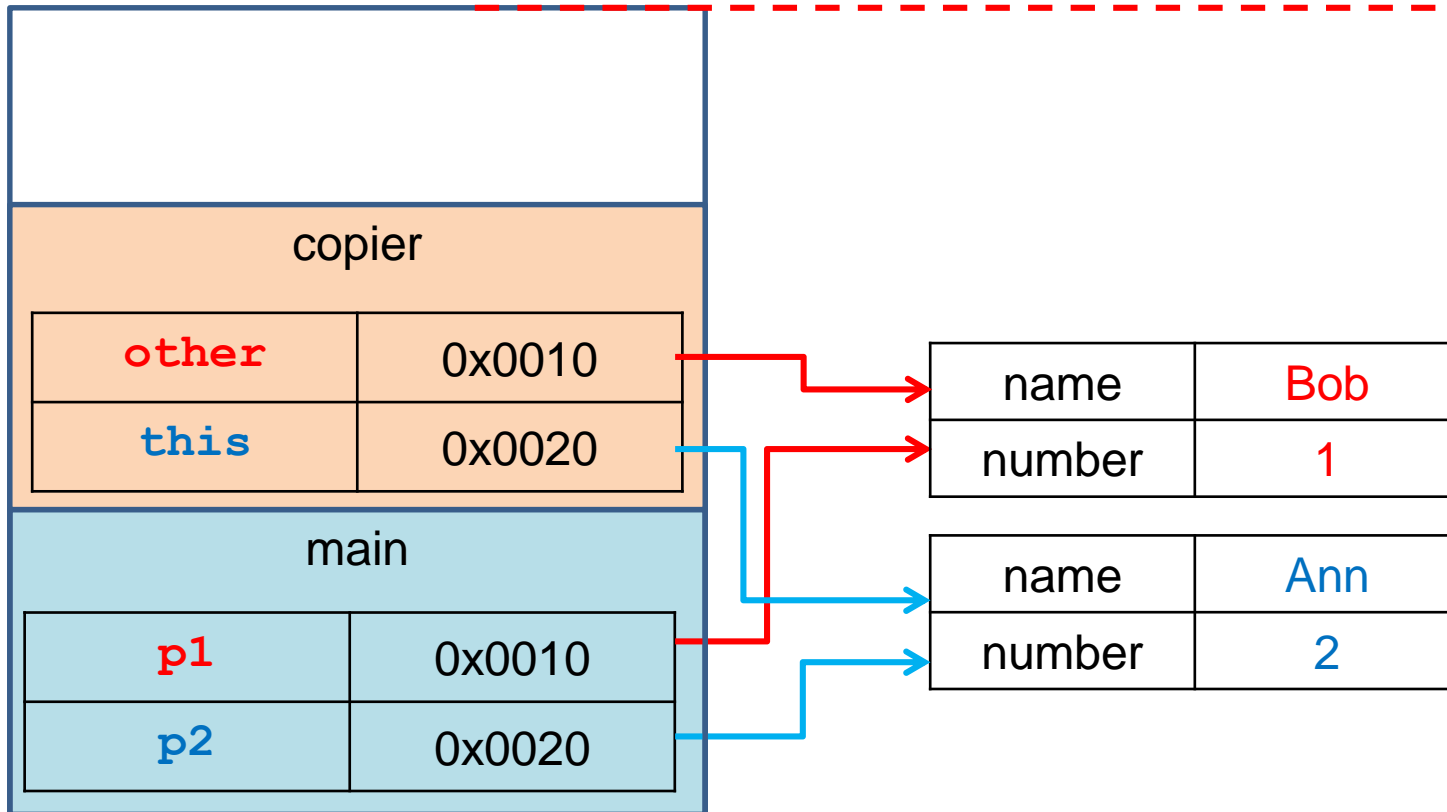 copier
other 0x0010
this 0x0020
main
p1 0x0010
p2 0x0020
name Bob
number 1
name Ann
number 2